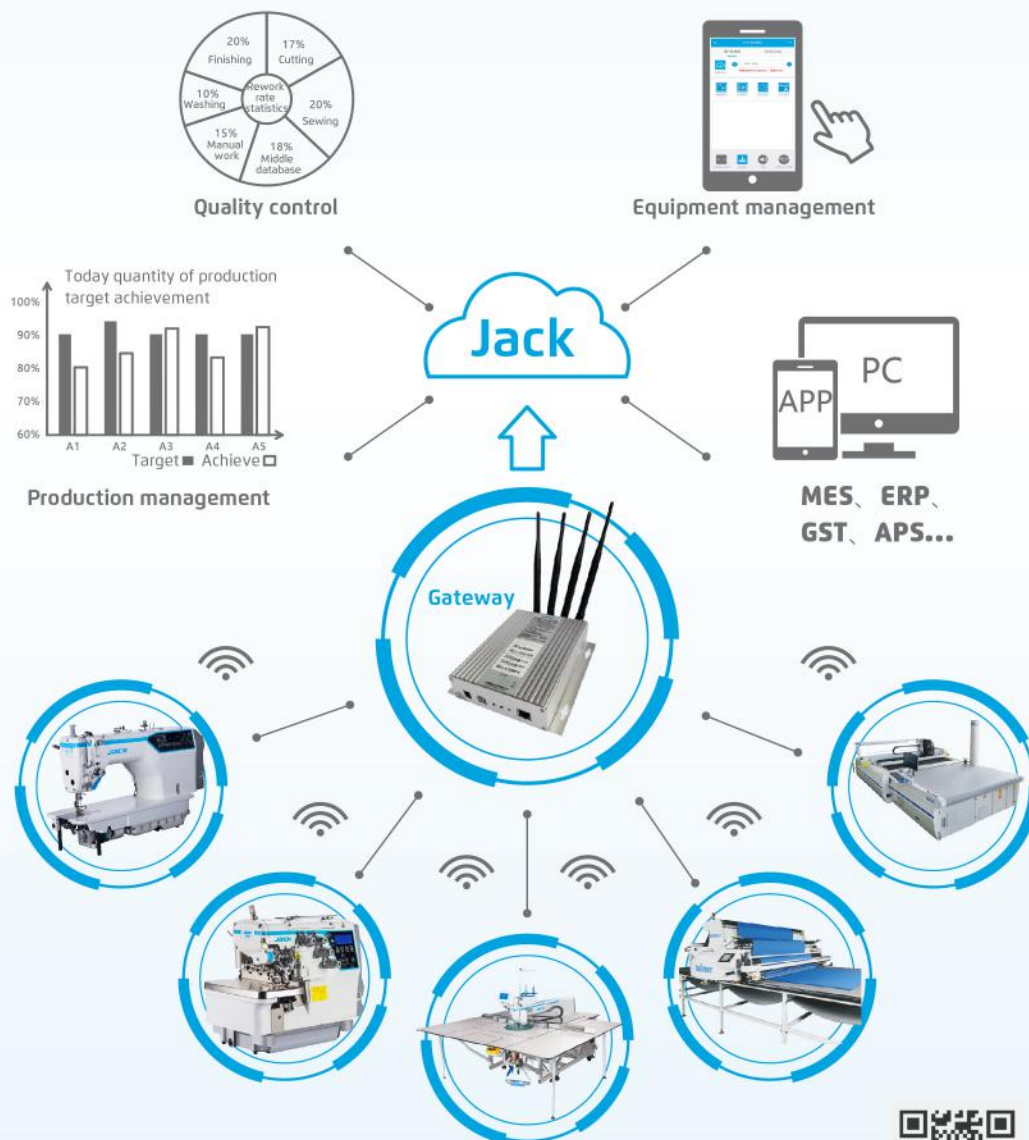 20%
Finishing
17%
Cutting
10%
Washing
Rework
rate
statistics
20%
Sewing
15%
Manual
work
18%
Middle
database
Quality control
Equipment management
Today quantity of production
target achievement
100%
90%
80%
70%
60%
A1
A2
A3
A4
A5
Target
Achieve
Production management
Jack
APP
PC
MES、ERP、
GST、APS...
Gateway
JACK
JACK